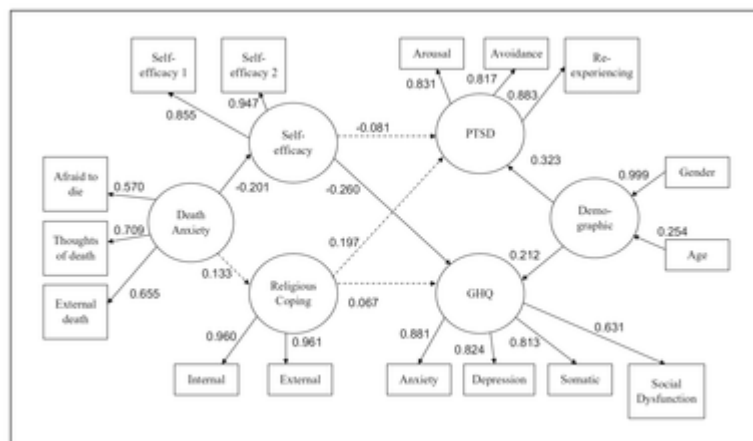 Self-
efficacy 1
Self-
efficacy 2
Arousal
Avoidance
Re-
experiencing
0.855
0.947
0.831
0.817
0.883
Self-
efficacy
-0.081
PTSD
Afraid to
die
0.570
-0.201
-0.260
0.323
0.999
Gender
Thoughts
of death
0.709
Death
Anxiety
Demo-
graphic
0.254
Age
0.197
0.212
External
death
0.655
0.133
Religious
Coping
0.067
GHQ
0.960
0.961
0.881
0.824
0.813
0.631
Internal
External
Anxiety
Depression
Somatic
Social
Dysfunction